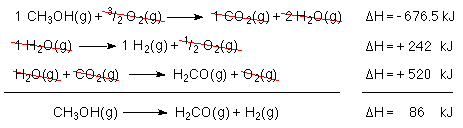 1 CH₃OH(g) + ³/₂ O₂(g) ⟶ 1 CO₂(g) + 2 H₂O(g) ΔH = - 676.5 kJ
1 H₂O(g) ⟶ 1 H₂(g) + ¹/₂ O₂(g) ΔH = + 242 kJ
H₂O(g) + CO₂(g) ⟶ H₂CO(g) + O₂(g) ΔH = + 520 kJ
CH₃OH(g) ⟶ H₂CO(g) + H₂(g) ΔH = 86 kJ